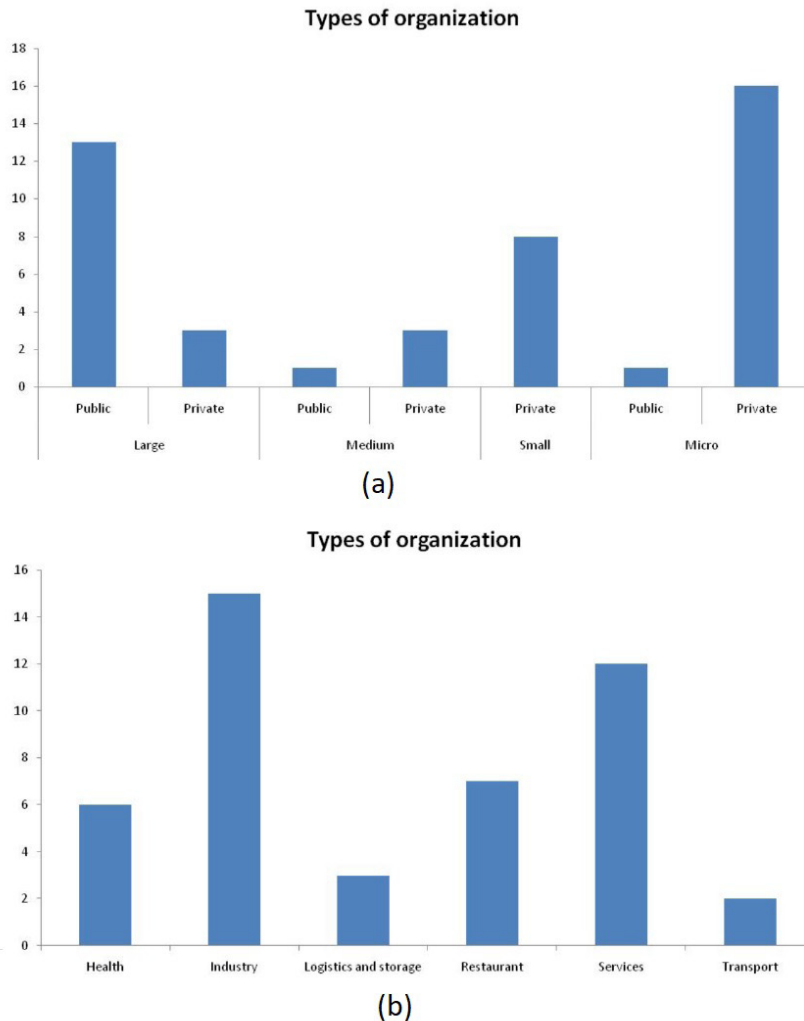 Types of organization
18
16
14
12
10
8
6
4
2
0
Public Private Public Private Private Public Private
Large Medium Small Micro
(a)
Types of organization
16
14
12
10
8
6
4
2
0
Health Industry Logistics and storage Restaurant Services Transport
(b)